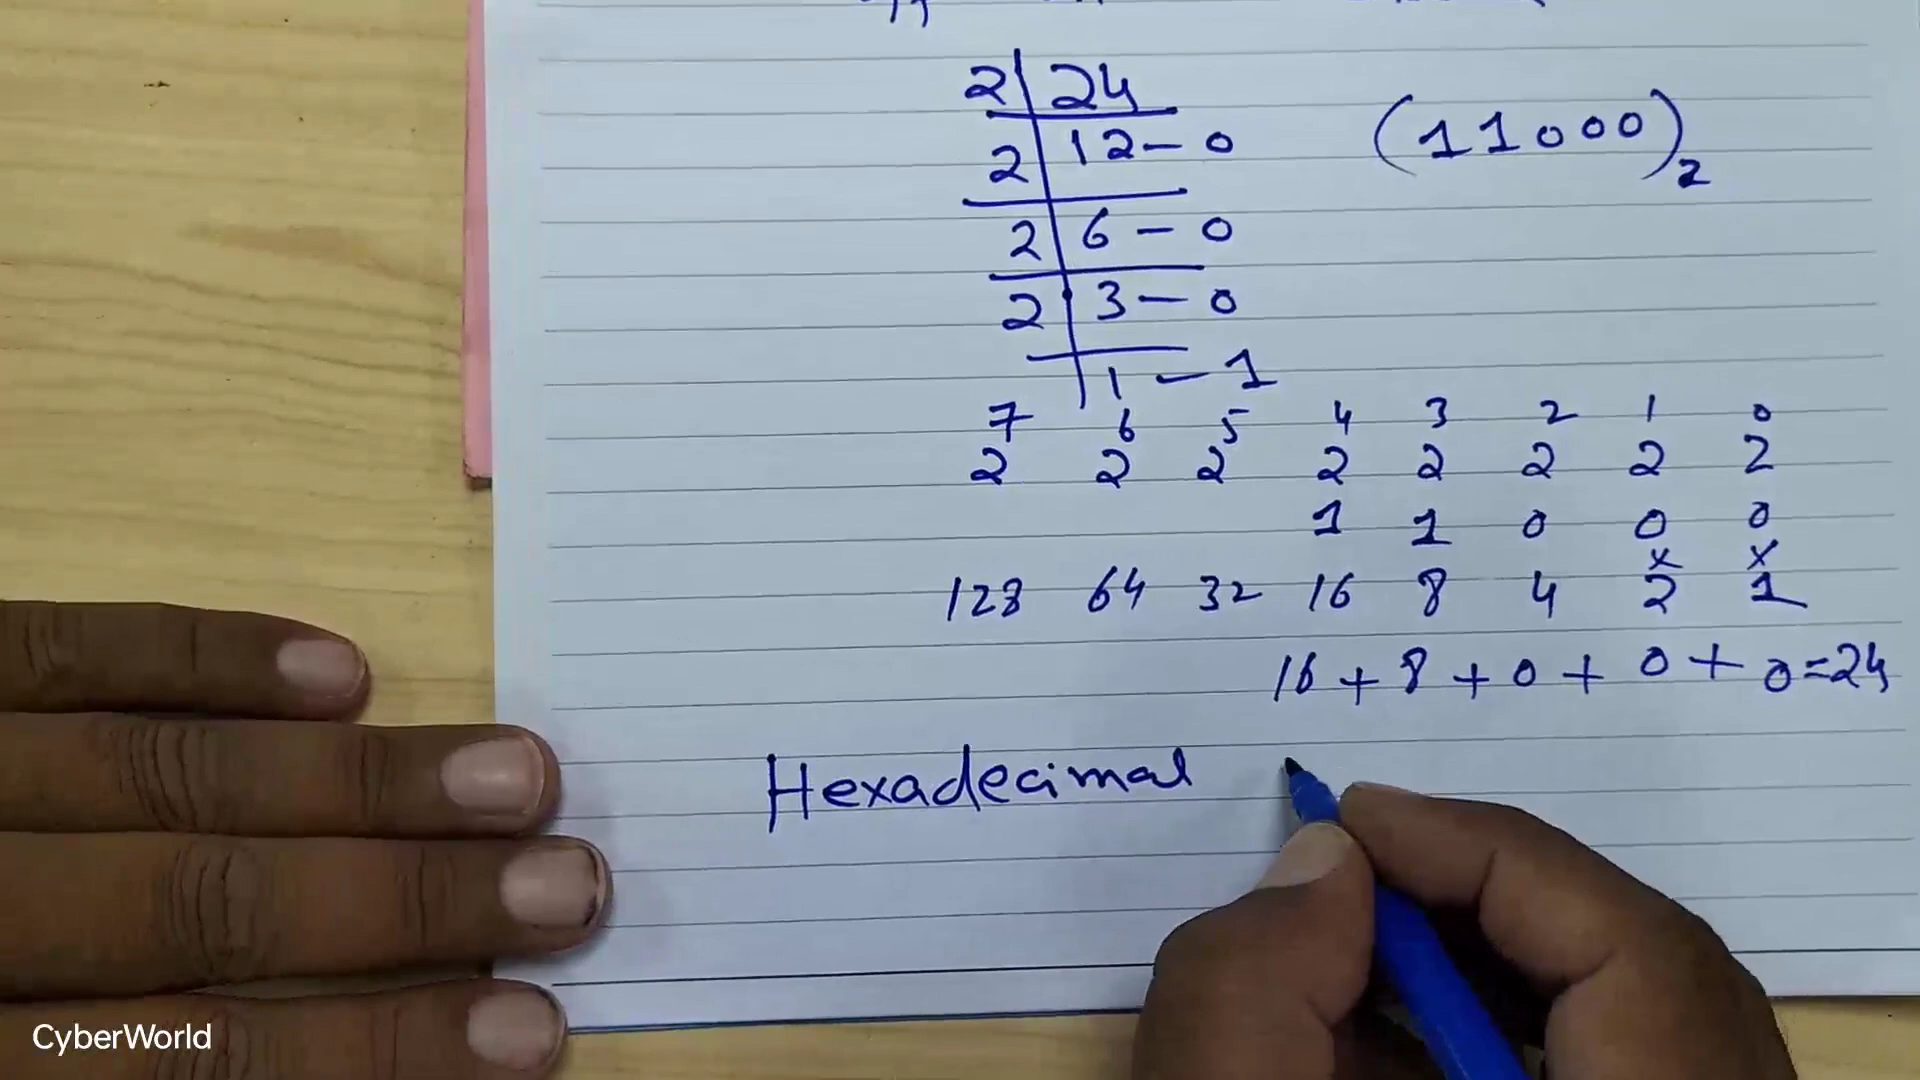 2 24
2 12 - 0 (11000)2
2 6 - 0
2 3 - 0
1 - 1
7 6 5 4 3 2 1 0
2 2 2 2 2 2 2 2
1 1 0 0 0
x x
128 64 32 16 8 4 2 1
16 + 8 + 0 + 0 + 0 = 24
Hexadecimal
CyberWorld